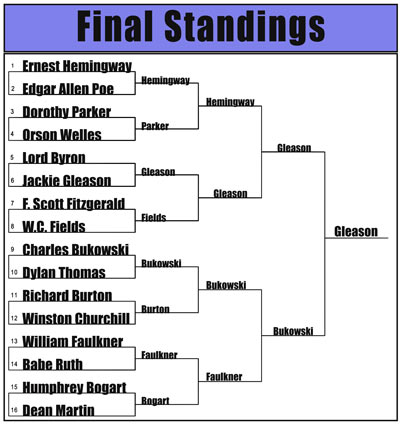 Final Standings
1 Ernest Hemingway
Hemingway
2 Edgar Allen Poe
Hemingway
3 Dorothy Parker
Parker
4 Orson Welles
Gleason
5 Lord Byron
Gleason
6 Jackie Gleason
Gleason
7 F. Scott Fitzgerald
Fields
8 W.C. Fields
Gleason
9 Charles Bukowski
Bukowski
10 Dylan Thomas
Bukowski
11 Richard Burton
Burton
12 Winston Churchill
Bukowski
13 William Faulkner
Faulkner
14 Babe Ruth
Faulkner
15 Humphrey Bogart
Bogart
16 Dean Martin